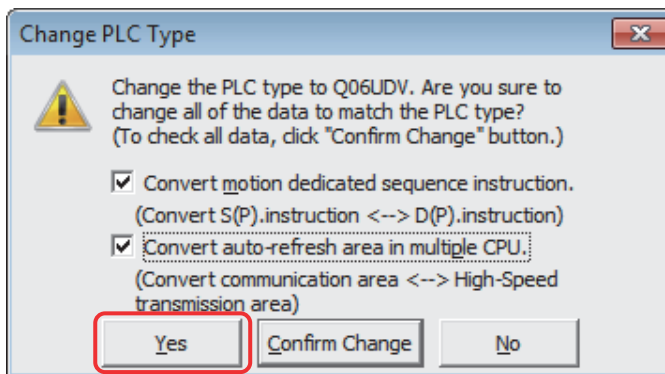 Change PLC Type
Change the PLC type to Q06UDV. Are you sure to
change all of the data to match the PLC type?
(To check all data, click "Confirm Change" button.)
Convert motion dedicated sequence instruction.
(Convert S(P).instruction <--> D(P).instruction)
Convert auto-refresh area in multiple CPU.
(Convert communication area <--> High-Speed
transmission area)
Yes Confirm Change No